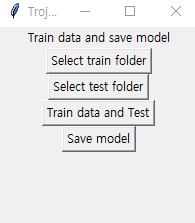 Troj...
Train data and save model
Select train folder
Select test folder
Train data and Test
Save model